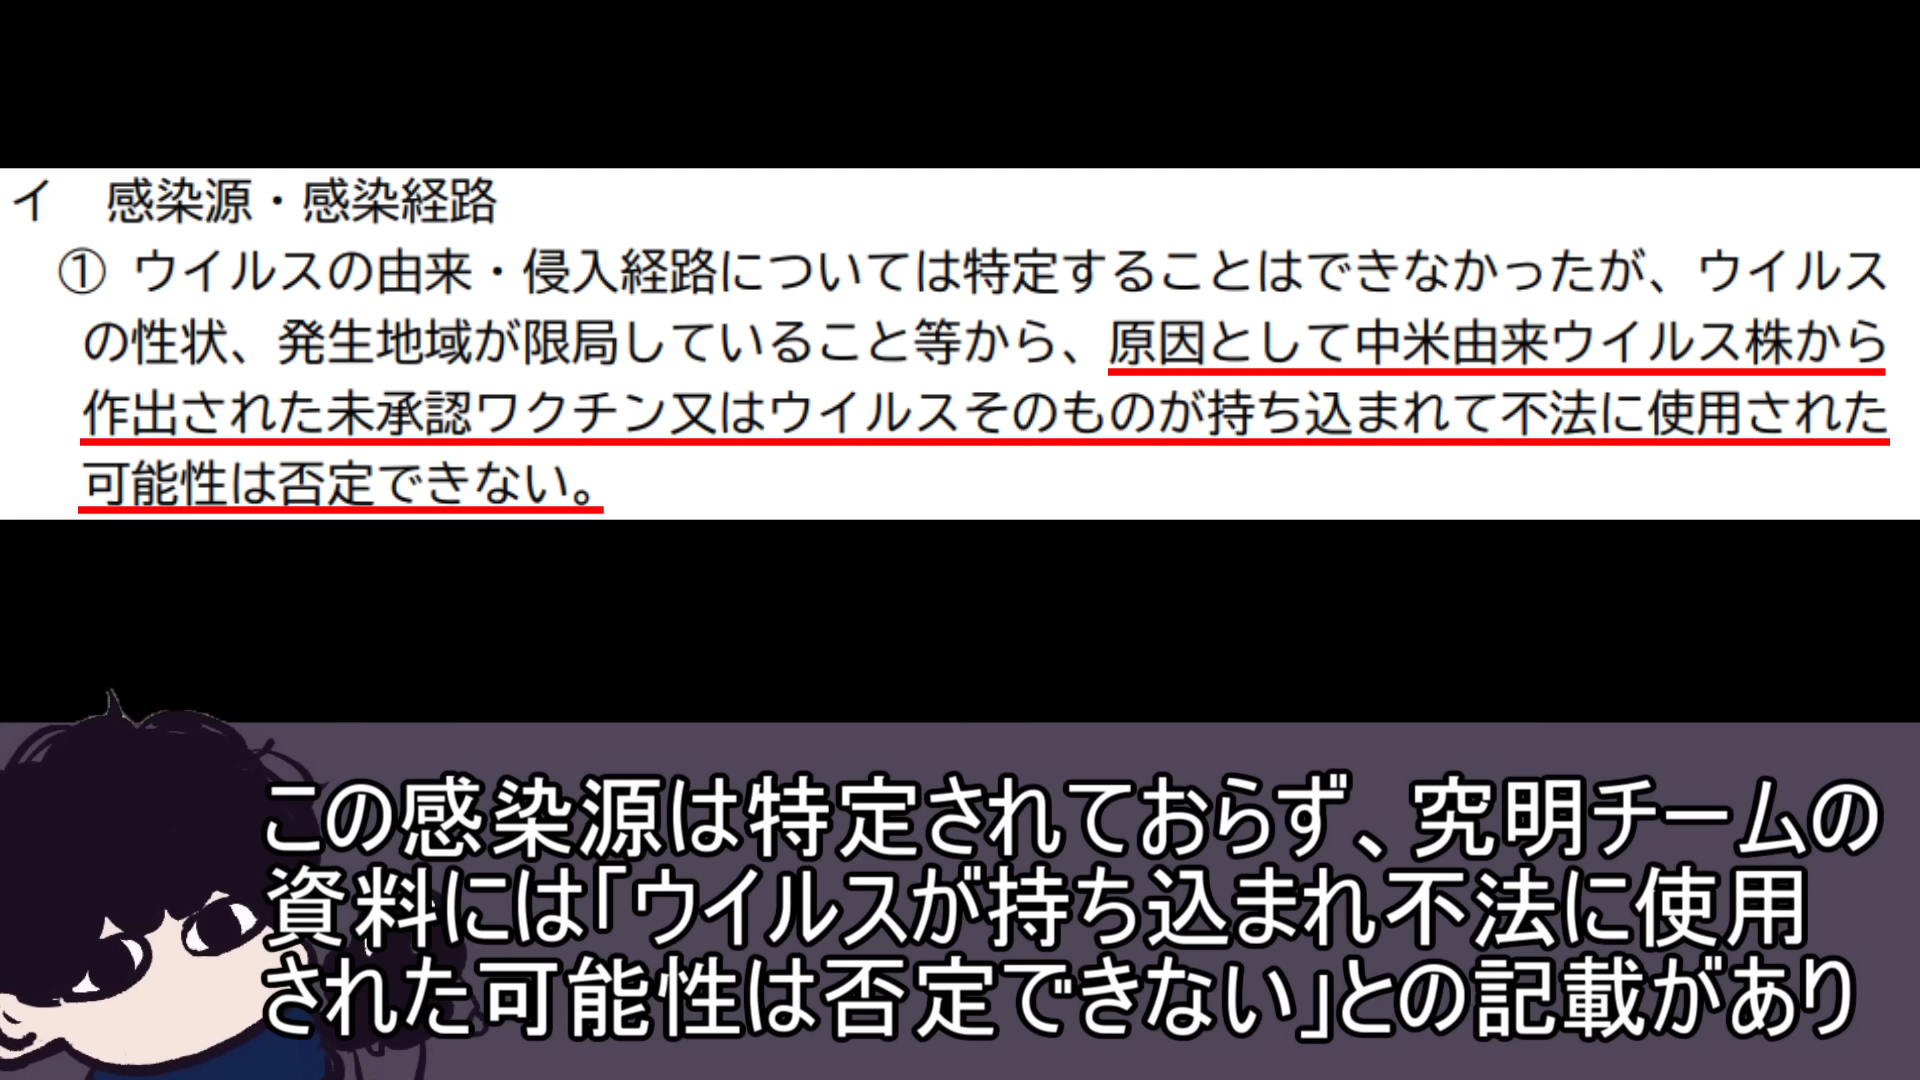 イ 感染源・感染経路
① ウイルスの由来・侵入経路については特定することはできなかったが、ウイルス
の性状、発生地域が限局していること等から、原因として中米由来ウイルス株から
作出された未承認ワクチン又はウイルスそのものが持ち込まれて不法に使用された
可能性は否定できない。
この感染源は特定されておらず、究明チームの
資料には「ウイルスが持ち込まれ不法に使用
された可能性は否定できない」との記載があり